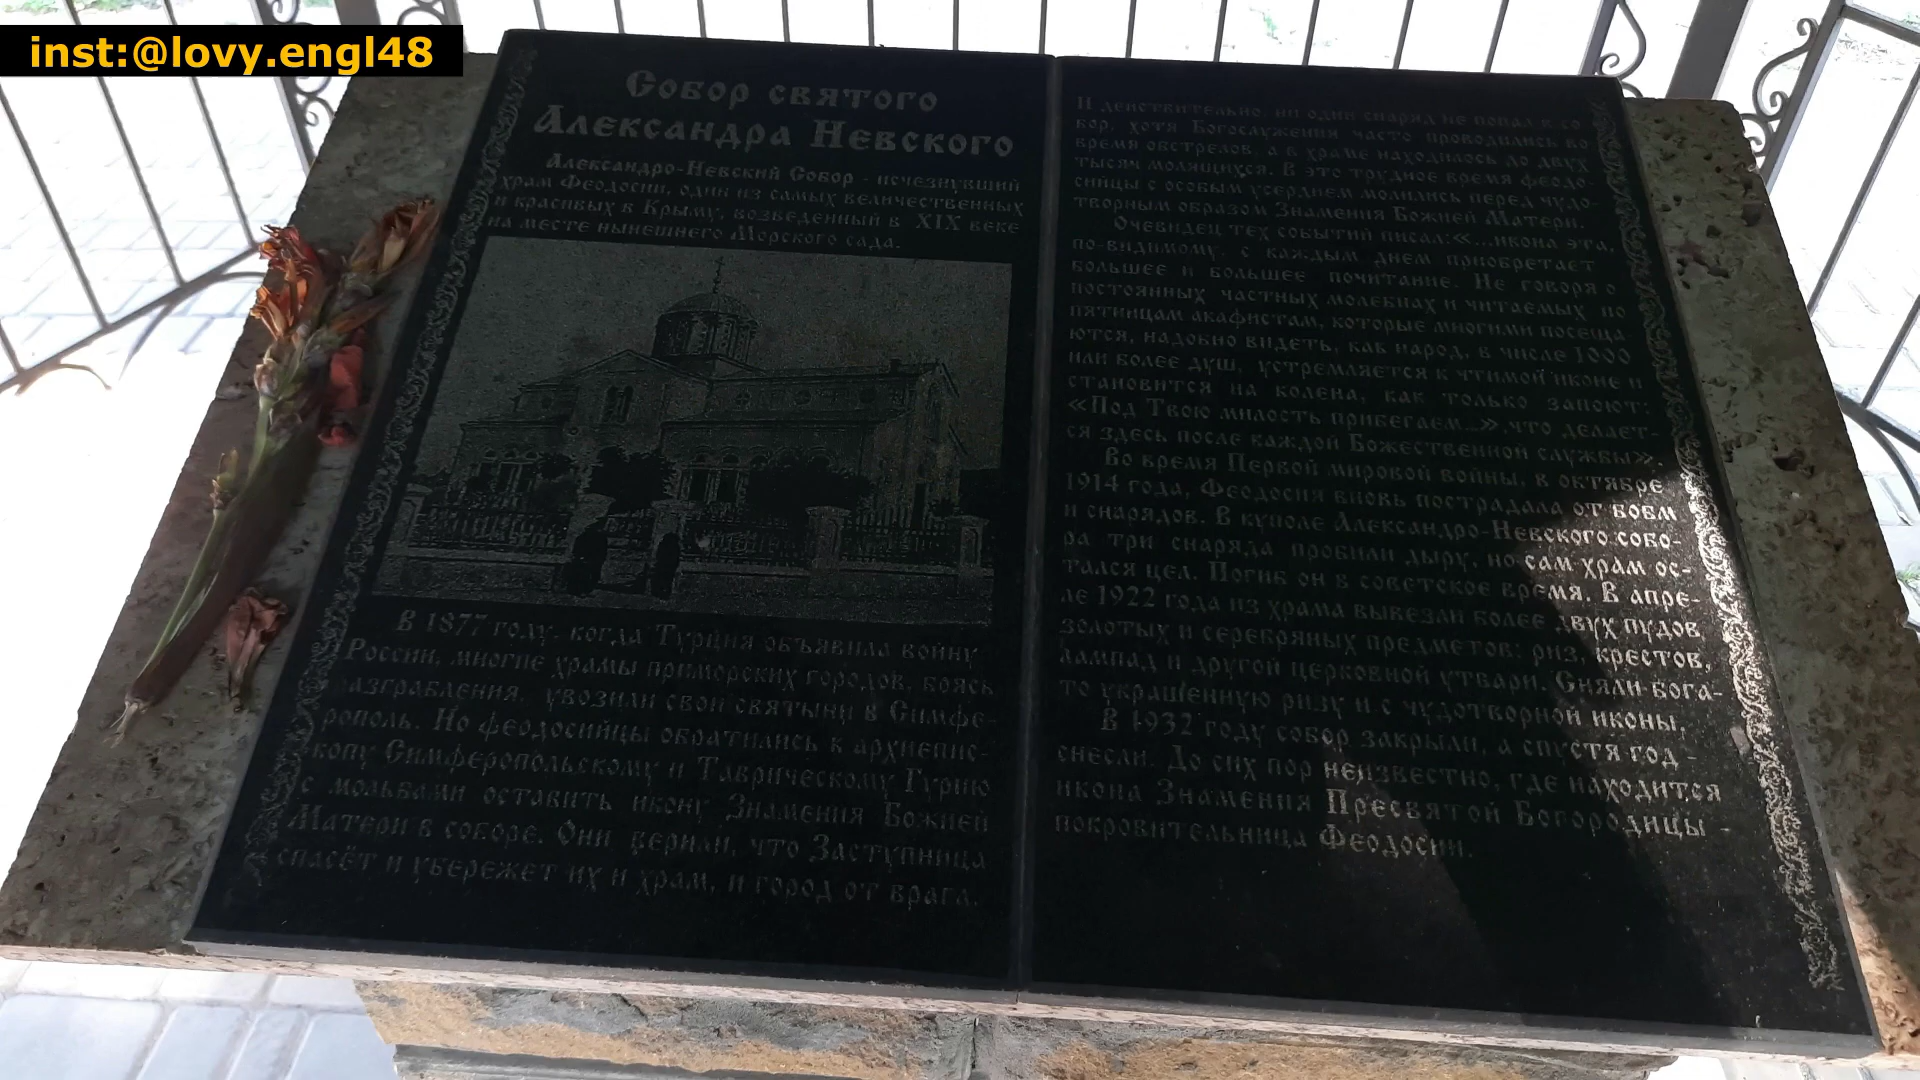 inst:@lovy.engl48
Собор святого
Александра Невского
Александро-Невский Собор - исчезнувший
храм Феодосии, один из самых величественных
и красивых в Крыму, возведенный в XIX веке
на месте нынешнего Морского сада.
В 1877 году, когда Турция объявила войну
России, многие храмы приморских городов, боясь
разграбления, увозили свои святыни в Симфе-
рополь. Но феодосийцы обратились к архиепис-
копу Симферопольскому и Таврическому Гурию
с мольбами оставить икону Знамения Божией
Матери в соборе. Они верили, что Заступница
спасёт и убережет их и храм, и город от врага.
И действительно, ни один снаряд не попал в со
бор, хотя Богослужения часто проводились во
время обстрелов, а в храме находилось до двух
тысяч молящихся. В это трудное время феодо-
сийцы с особым усердием молились перед чудо-
творным образом Знамения Божией Матери.
Очевидец тех событий писал:«...икона эта,
по-видимому, с каждым днем приобретает
большее и большее почитание. Не говоря о
постоянных частных молебнах и читаемых по
пятницам акафистам, которые многими посеща
ются, надобно видеть, как народ, в числе 1000
или более душ, устремляется к чтимой иконе и
становится на колена, как только запоют:
«Под Твою милость прибегаем...»,что делает-
ся здесь после каждой Божественной службы».
Во время Первой мировой войны, в октябре
1914 года, Феодосия вновь пострадала от бомб
и снарядов. В куполе Александро-Невского собо-
ра три снаряда пробили дыру, но сам храм ос-
тался цел. Погиб он в советское время. В апре-
ле 1922 года из храма вывезли более двух пудов
золотых и серебряных предметов: риз, крестов,
лампад и другой церковной утвари. Сняли бога-
то украшенную ризу и с чудотворной иконы.
В 1932 году собор закрыли, а спустя год -
снесли. До сих пор неизвестно, где находится
икона Знамения Пресвятой Богородицы -
покровительница Феодосии.